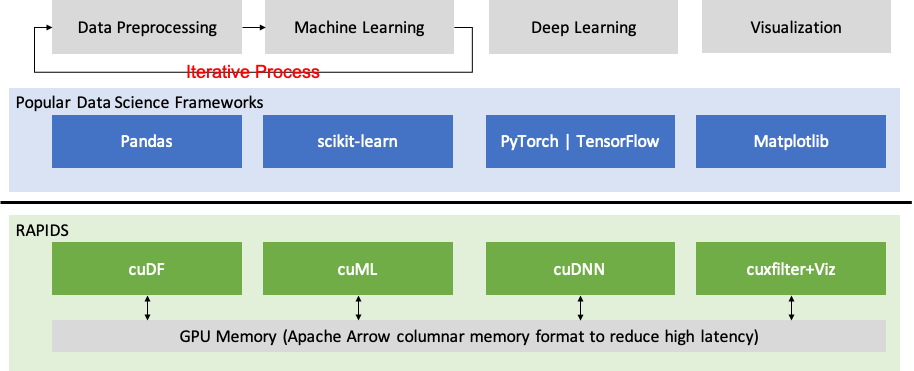 Data Preprocessing
Machine Learning
Deep Learning
Visualization
Iterative Process
Popular Data Science Frameworks
Pandas
scikit-learn
PyTorch | TensorFlow
Matplotlib
RAPIDS
cuDF
cuML
cuDNN
cuxfilter+Viz
GPU Memory (Apache Arrow columnar memory format to reduce high latency)